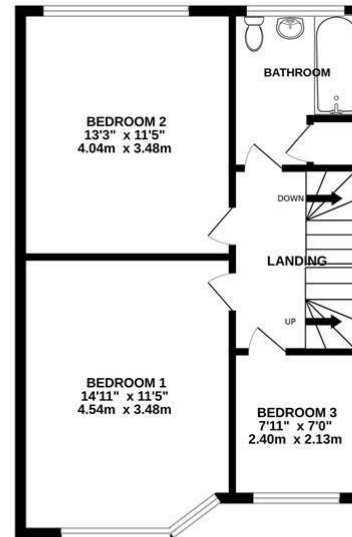 BATHROOM
BEDROOM 2
13'3" x 11'5"
4.04m x 3.48m
DOWN
LANDING
UP
BEDROOM 1
14'11" x 11'5"
4.54m x 3.48m
BEDROOM 3
7'11" x 7'0"
2.40m x 2.13m